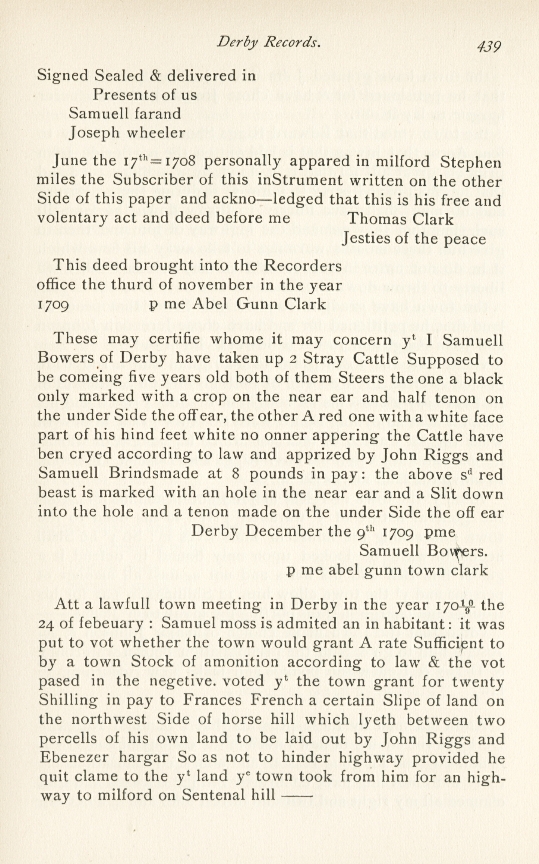 Derby Records. 439
Signed Sealed & delivered in
Presents of us
Samuell farand
Joseph wheeler
June the 17th=1708 personally appared in milford Stephen
miles the Subscriber of this inStrument written on the other
Side of this paper and ackno—ledged that this is his free and
volentary act and deed before me Thomas Clark
Jesties of the peace
This deed brought into the Recorders
office the thurd of november in the year
1709 p me Abel Gunn Clark
These may certifie whome it may concern yt I Samuell
Bowers of Derby have taken up 2 Stray Cattle Supposed to
be comeing five years old both of them Steers the one a black
only marked with a crop on the near ear and half tenon on
the under Side the off ear, the other A red one with a white face
part of his hind feet white no onner appering the Cattle have
ben cryed according to law and apprized by John Riggs and
Samuell Brindsmade at 8 pounds in pay: the above sd red
beast is marked with an hole in the near ear and a Slit down
into the hole and a tenon made on the under Side the off ear
Derby December the 9th 1709 pme
Samuell Bowers.
p me abel gunn town clark
Att a lawfull town meeting in Derby in the year 170 10/9 the
24 of febeuary : Samuel moss is admited an in habitant : it was
put to vot whether the town would grant A rate Sufficient to
by a town Stock of amonition according to law & the vot
pased in the negetive. voted yt the town grant for twenty
Shilling in pay to Frances French a certain Slipe of land on
the northwest Side of horse hill which lyeth between two
percells of his own land to be laid out by John Riggs and
Ebenezer hargar So as not to hinder highway provided he
quit clame to the yt land ye town took from him for an high-
way to milford on Sentenal hill ——